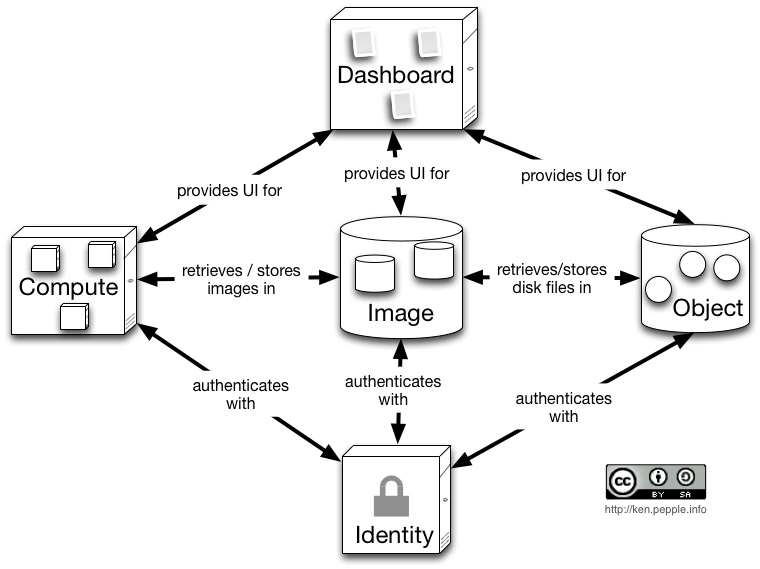 Dashboard
provides UI for
provides UI for
provides UI for
Compute
retrieves / stores
images in
Image
retrieves/stores
disk files in
Object
authenticates
with
authenticates
with
authenticates
with
Identity
cc
BY SA
http://ken.pepple.info